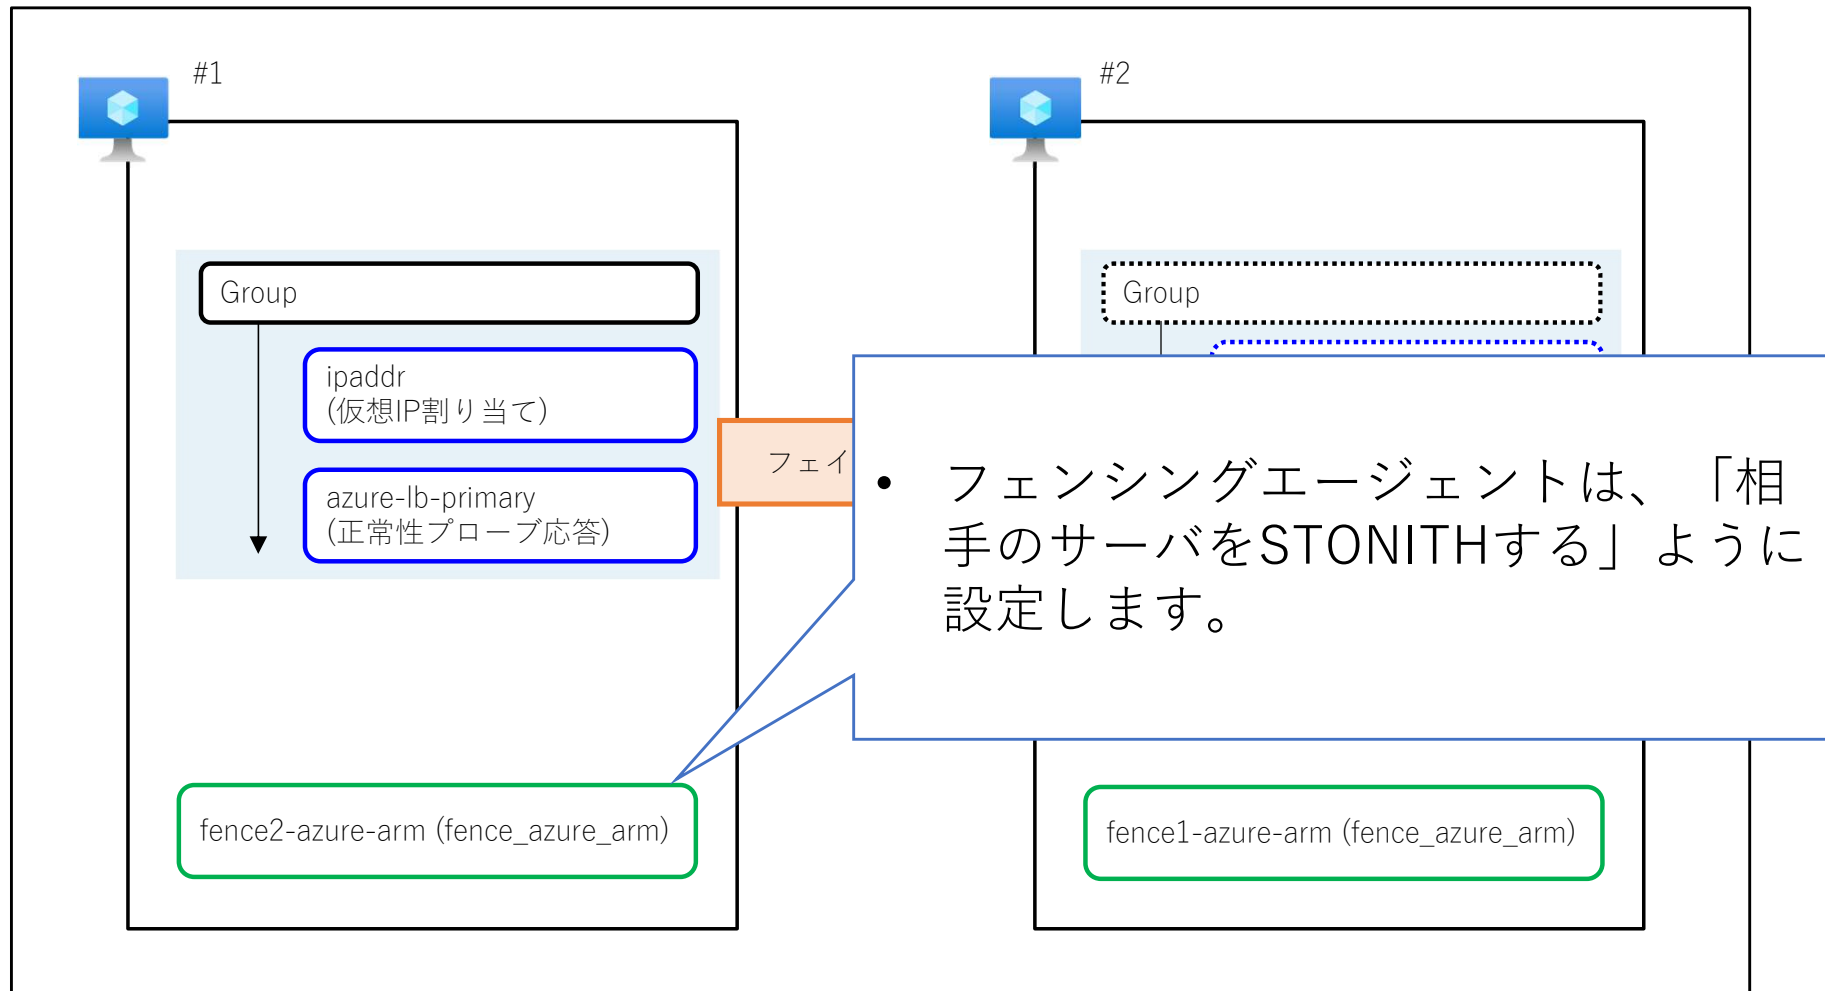 #1
Group
ipaddr
(仮想IP割り当て)
azure-lb-primary
(正常性プローブ応答)
fence2-azure-arm (fence_azure_arm)
フェイ
#2
Group
• フェンシングエージェントは、「相
手のサーバをSTONITHする」ように
設定します。
fence1-azure-arm (fence_azure_arm)